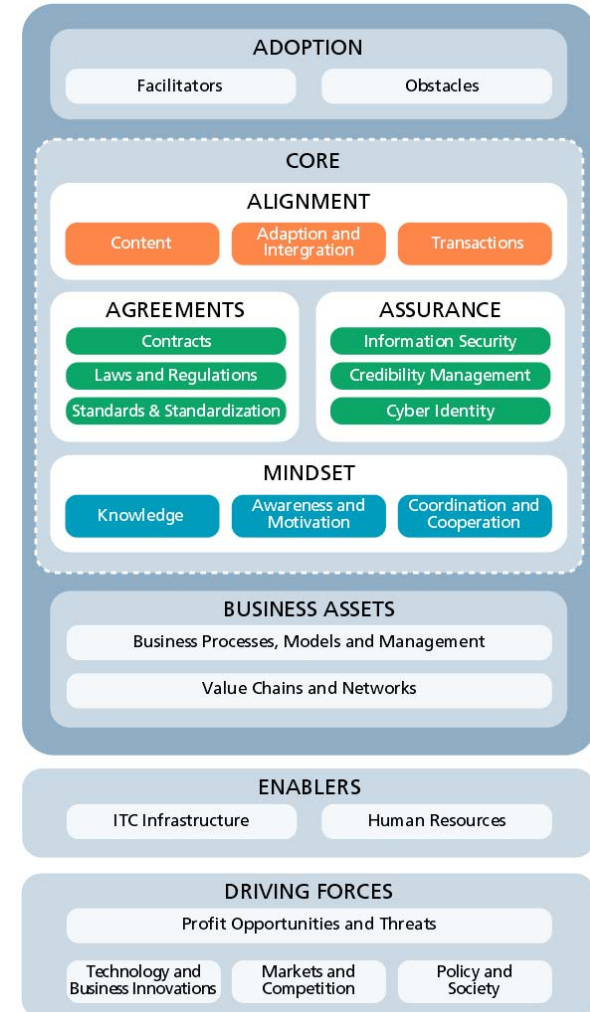 ADOPTION
Facilitators
Obstacles
CORE
ALIGNMENT
Content
Adaption and
Intergration
Transactions
AGREEMENTS
Contracts
Laws and Regulations
Standards & Standardization
ASSURANCE
Information Security
Credibility Management
Cyber Identity
MINDSET
Knowledge
Awareness and
Motivation
Coordination and
Cooperation
BUSINESS ASSETS
Business Processes, Models and Management
Value Chains and Networks
ENABLERS
ITC Infrastructure
Human Resources
DRIVING FORCES
Profit Opportunities and Threats
Technology and
Business Innovations
Markets and
Competition
Policy and
Society